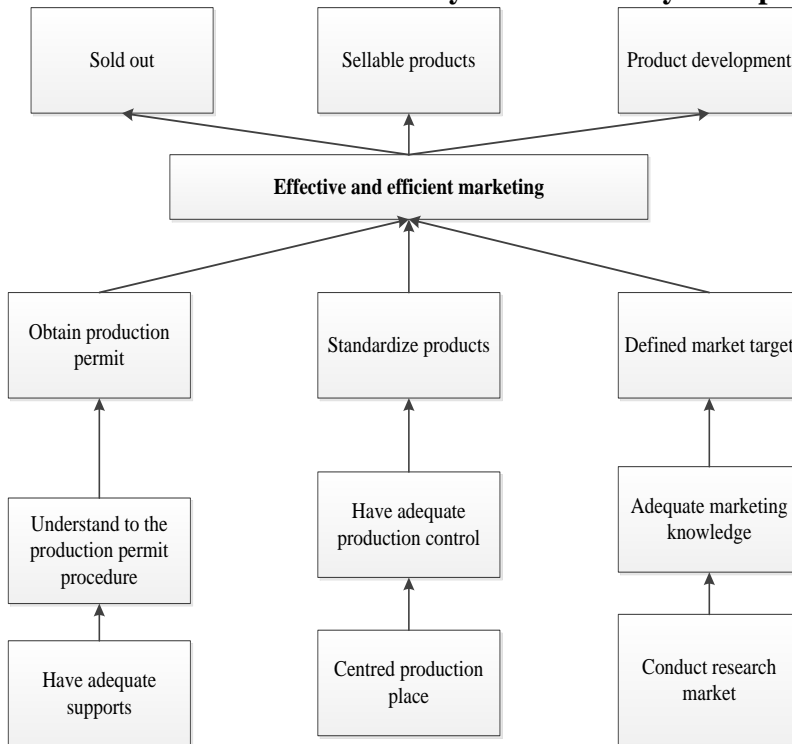 Sold out
Sellable products
Product development
Effective and efficient marketing
Obtain production
permit
Standardize products
Defined market target
Understand to the
production permit
procedure
Have adequate
production control
Adequate marketing
knowledge
Have adequate
supports
Centred production
place
Conduct research
market